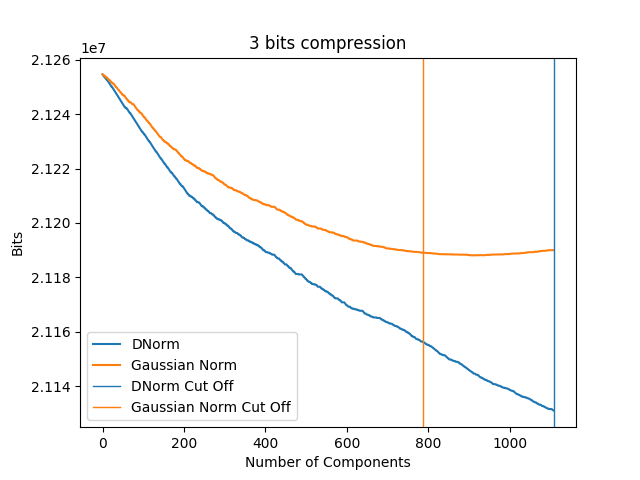 3 bits compression
1e7
2.126
2.124
2.122
2.120
2.118
2.116
2.114
Bits
DNorm
Gaussian Norm
DNorm Cut Off
Gaussian Norm Cut Off
0 200 400 600 800 1000
Number of Components